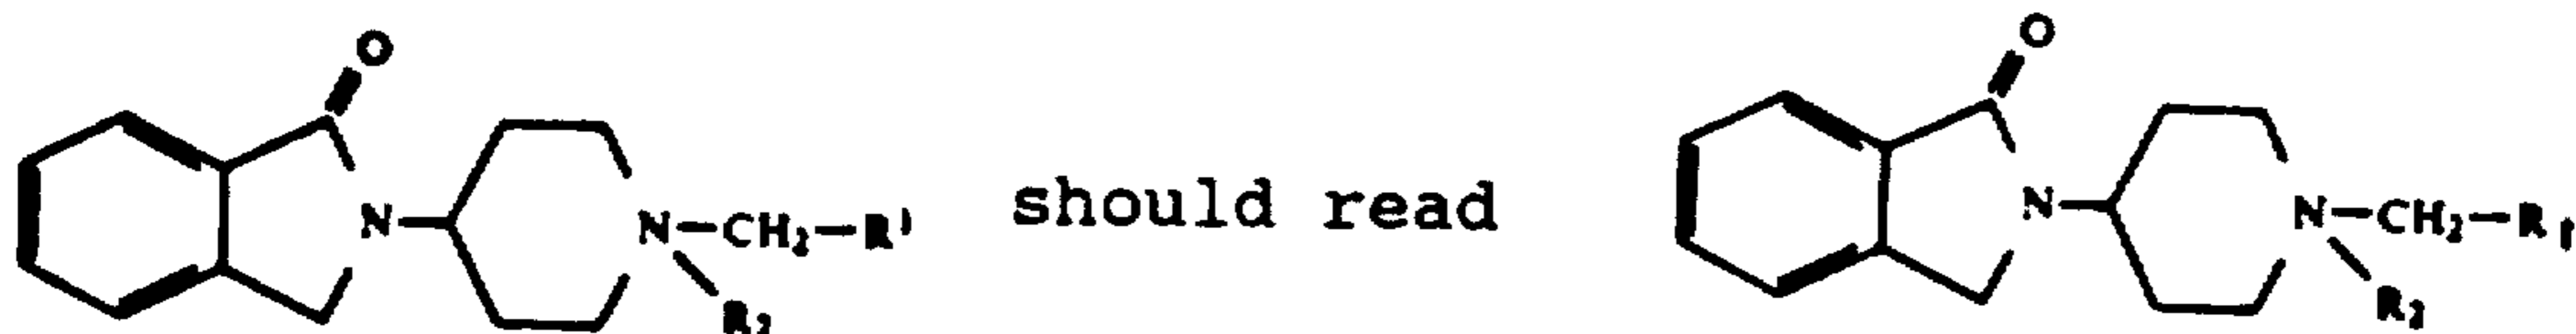 O O
N N—CH₂—R¹ should read N N—CH₂—R₁
R₂ R₂